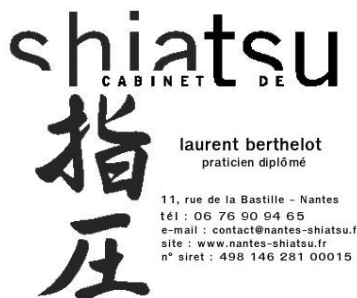 shiatsu
CABINET DE
指
圧
laurent berthelot
praticien diplômé
11, rue de la Bastille - Nantes
tél : 06 76 90 94 65
e-mail : contact@nantes-shiatsu.f
site : www.nantes-shiatsu.fr
n° siret : 498 146 281 00015